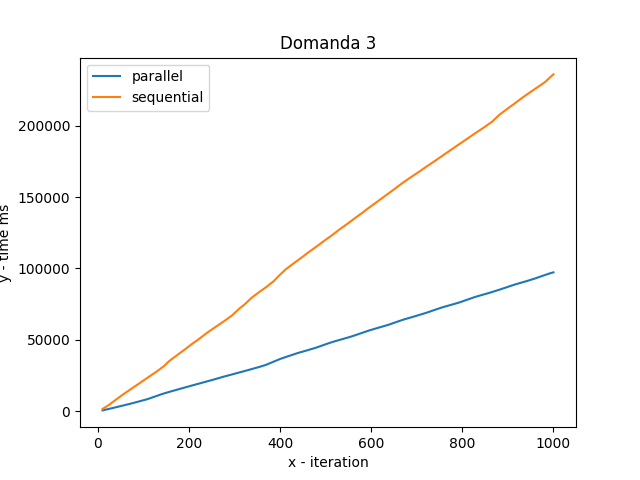 Domanda 3
parallel
sequential
200000
150000
100000
50000
0
y - time ms
0 200 400 600 800 1000
x - iteration